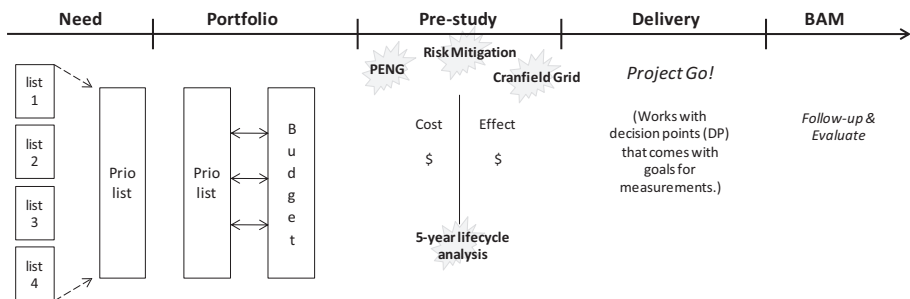 Need
Portfolio
Pre-study
Delivery
BAM
list
1
list
2
list
3
list
4
Prio
list
Prio
list
B
u
d
g
e
t
PENG
Risk Mitigation
Cranfield Grid
Cost
Effect
$
$
5-year lifecycle
analysis
Project Go!
(Works with
decision points (DP)
that comes with
goals for
measurements.)
Follow-up &
Evaluate